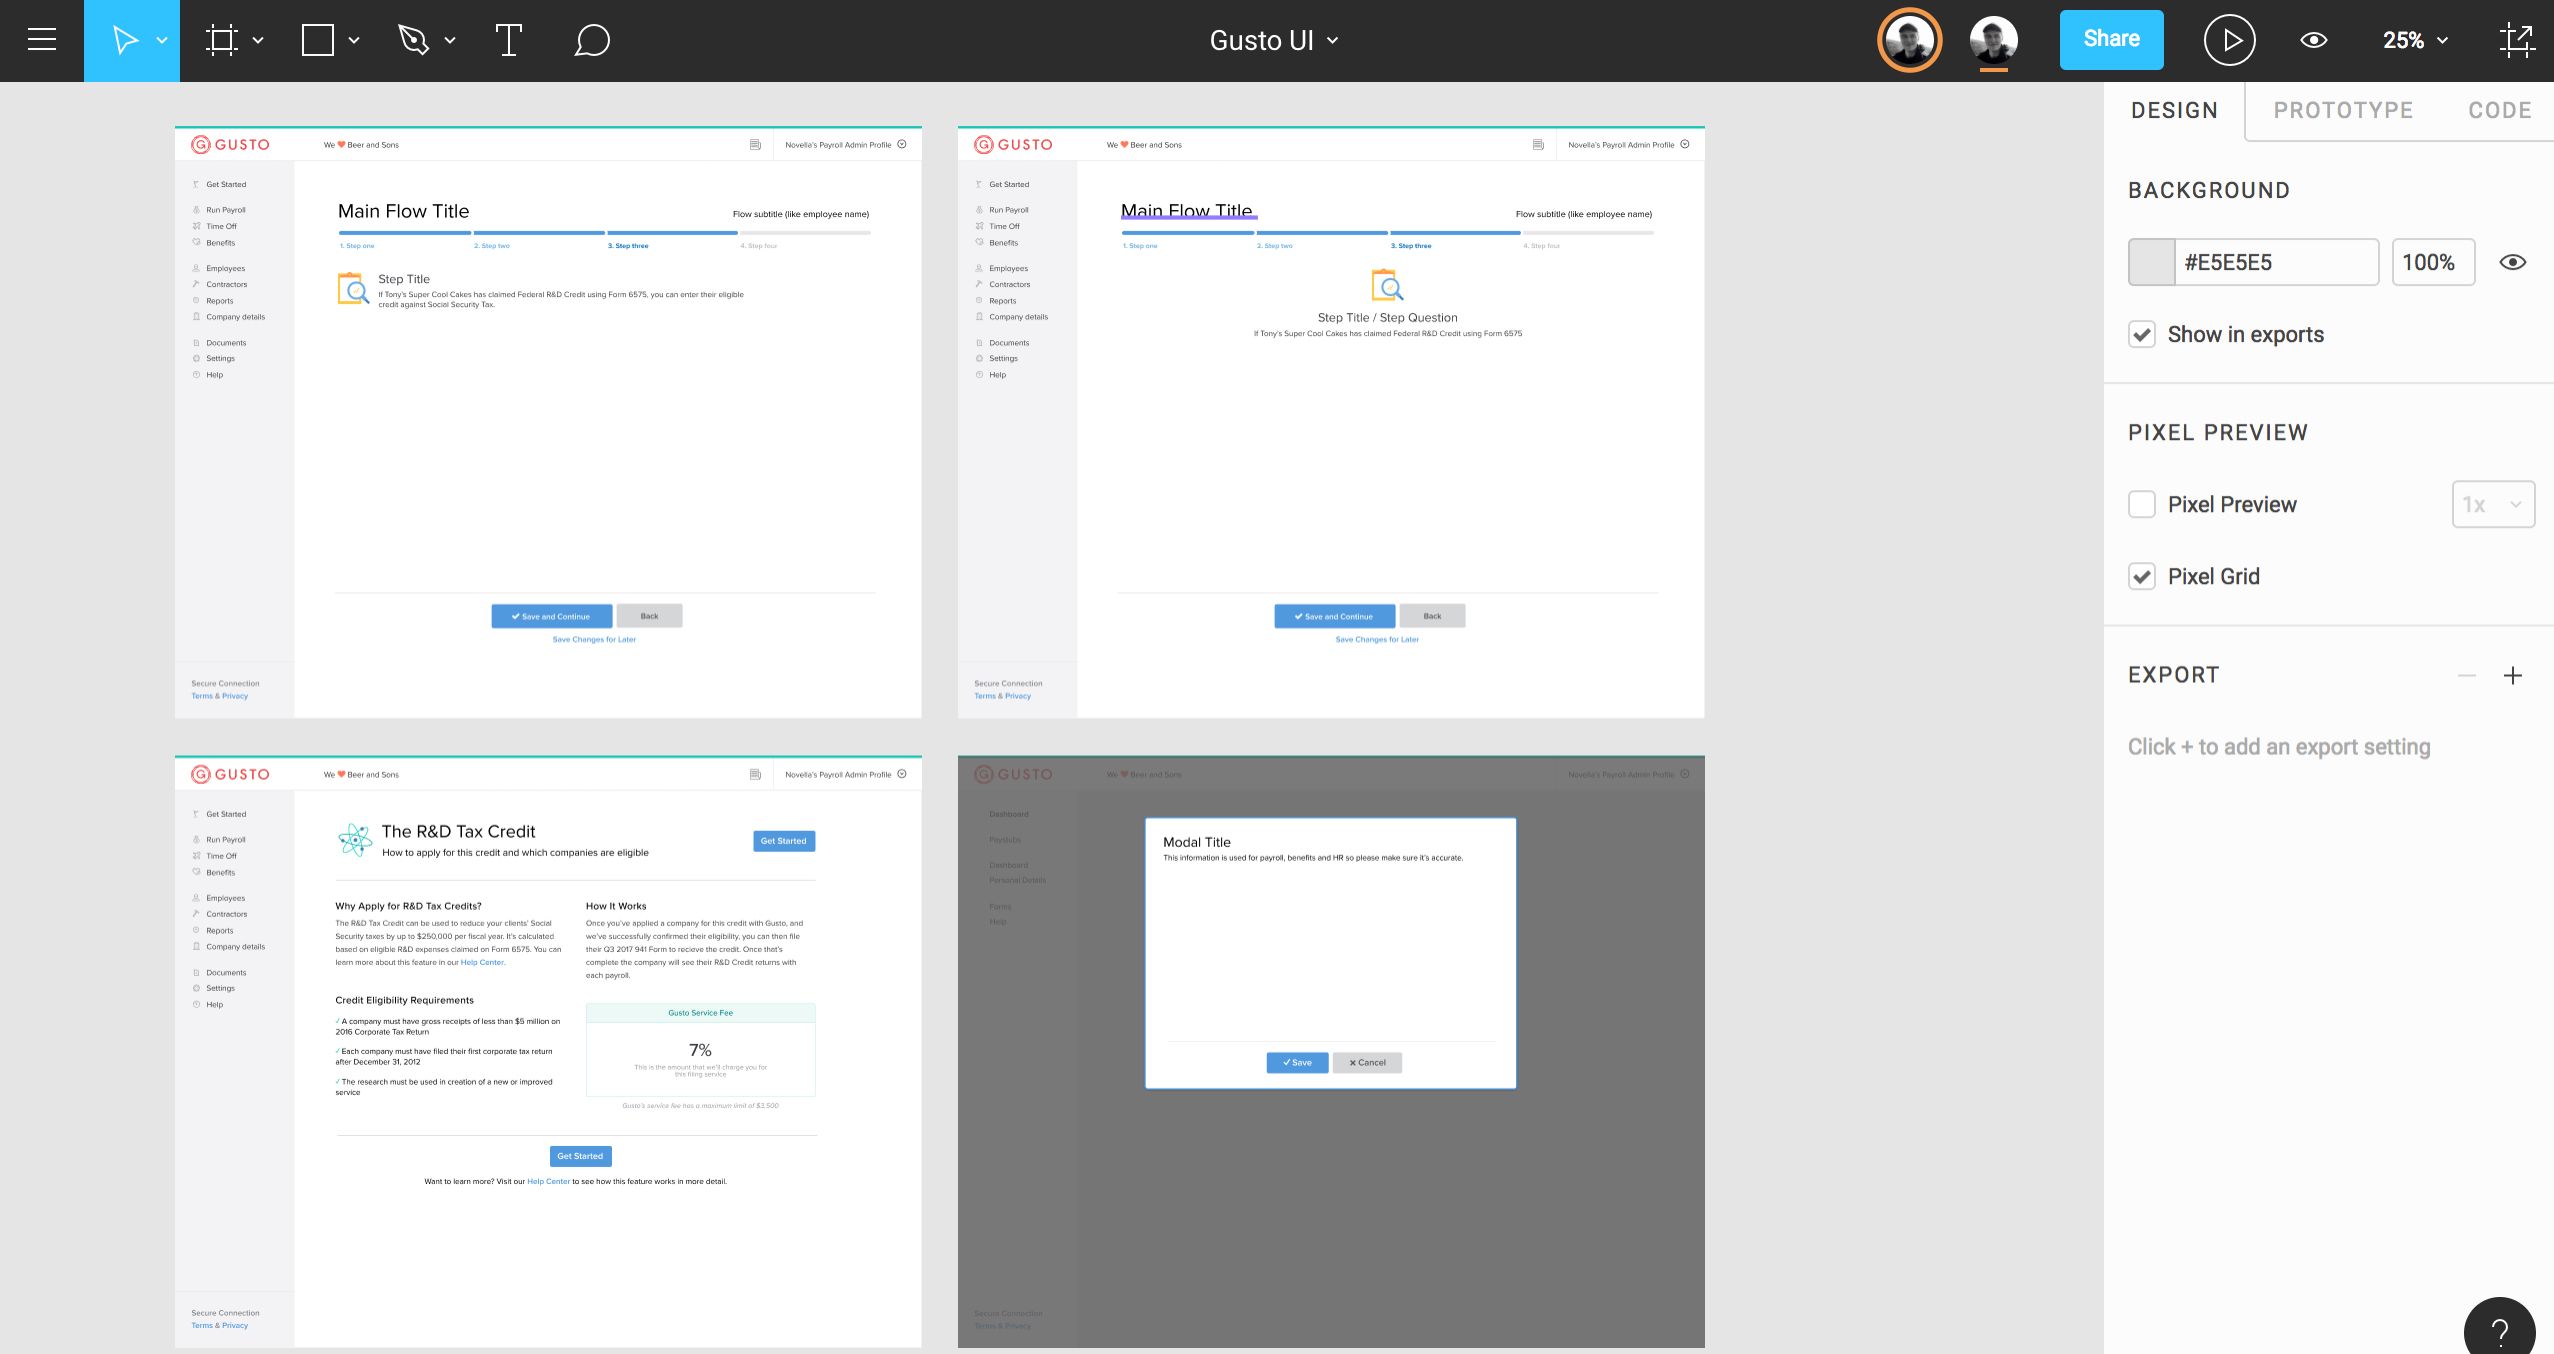 Gusto UI
Share
25%
GUSTO
We ❤ Beer and Sons
Novella's Payroll Admin Profile
Get Started
Run Payroll
Time Off
Benefits
Employees
Contractors
Reports
Company details
Documents
Settings
Help
Main Flow Title
Flow subtitle (like employee name)
1. Step one
2. Step two
3. Step three
4. Step four
Step Title
If Tony's Super Cool Cakes has claimed Federal R&D Credit using Form 6575, you can enter their eligible
credit against Social Security Tax.
✓ Save and Continue
Back
Save Changes for Later
Secure Connection
Terms & Privacy
GUSTO
We ❤ Beer and Sons
Novella's Payroll Admin Profile
Get Started
Run Payroll
Time Off
Benefits
Employees
Contractors
Reports
Company details
Documents
Settings
Help
Main Flow Title
Flow subtitle (like employee name)
1. Step one
2. Step two
3. Step three
4. Step four
Step Title / Step Question
If Tony's Super Cool Cakes has claimed Federal R&D Credit using Form 6575
✓ Save and Continue
Back
Save Changes for Later
Secure Connection
Terms & Privacy
GUSTO
We ❤ Beer and Sons
Novella's Payroll Admin Profile
Get Started
Run Payroll
Time Off
Benefits
Employees
Contractors
Reports
Company details
Documents
Settings
Help
The R&D Tax Credit
How to apply for this credit and which companies are eligible
Get Started
Why Apply for R&D Tax Credits?
The R&D Tax Credit can be used to reduce your clients' Social
Security taxes by up to $250,000 per fiscal year. It's calculated
based on eligible R&D expenses claimed on Form 6575. You can
learn more about this feature in our Help Center.
How It Works
Once you've applied a company for this credit with Gusto, and
we've successfully confirmed their eligibility, you can then file
their Q3 2017 941 Form to recieve the credit. Once that's
complete the company will see their R&D Credit returns with
each payroll.
Credit Eligibility Requirements
✓ A company must have gross receipts of less than $5 million on
2016 Corporate Tax Return
✓ Each company must have filed their first corporate tax return
after December 31, 2012
✓ The research must be used in creation of a new or improved
service
Gusto Service Fee
7%
This is the amount that we'll charge you for
this filing service
Gusto's service fee has a maximum limit of $3,500
Get Started
Want to learn more? Visit our Help Center to see how this feature works in more detail.
Secure Connection
Terms & Privacy
GUSTO
We ❤ Beer and Sons
Novella's Payroll Admin Profile
Dashboard
Paystubs
Dashboard
Personal Details
Forms
Help
Modal Title
This information is used for payroll, benefits and HR so please make sure it's accurate.
✓ Save
× Cancel
Secure Connection
Terms & Privacy
DESIGN
PROTOTYPE
CODE
BACKGROUND
#E5E5E5
100%
Show in exports
PIXEL PREVIEW
Pixel Preview
1x
Pixel Grid
EXPORT
Click + to add an export setting
?